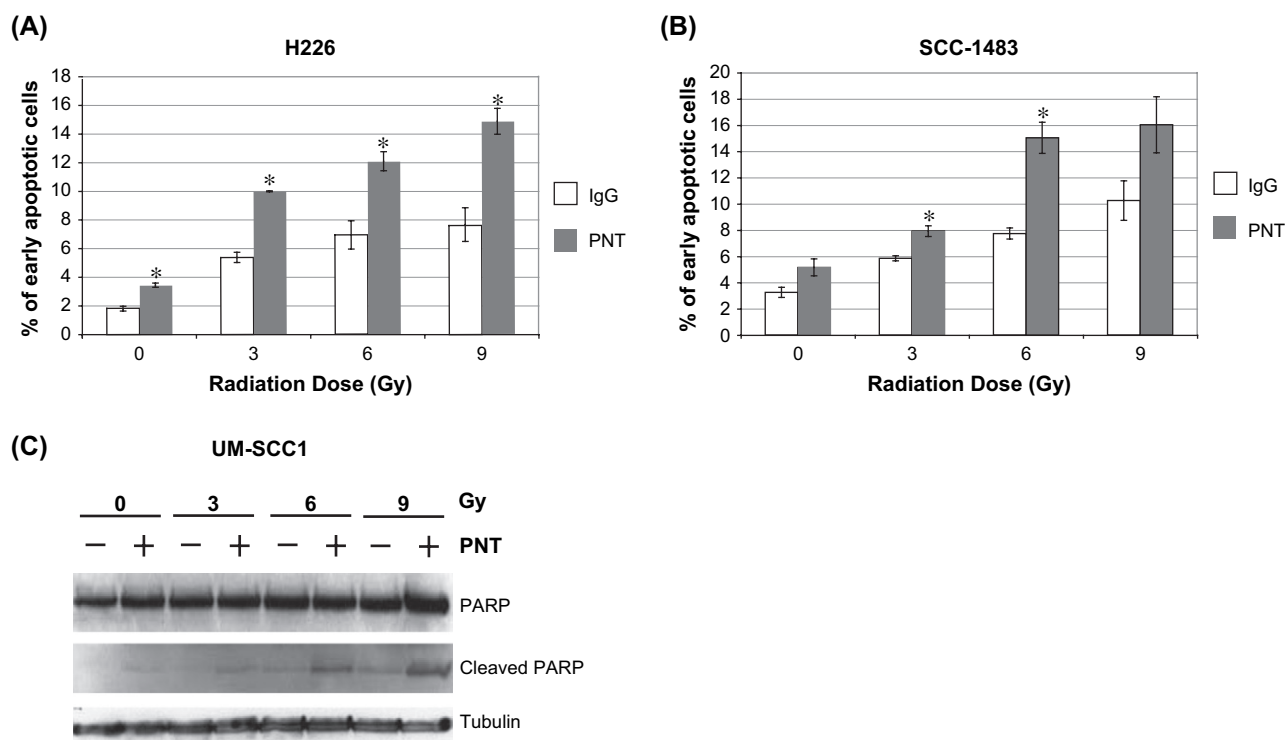 (A)
H226
% of early apoptotic cells
18
16
14
12
10
8
6
4
2
0
*
*
*
*
0 3 6 9
Radiation Dose (Gy)
IgG
PNT
(B)
SCC-1483
% of early apoptotic cells
20
18
16
14
12
10
8
6
4
2
0
*
*
0 3 6 9
Radiation Dose (Gy)
IgG
PNT
(C)
UM-SCC1
0 3 6 9 Gy
− + − + − + − + PNT
PARP
Cleaved PARP
Tubulin